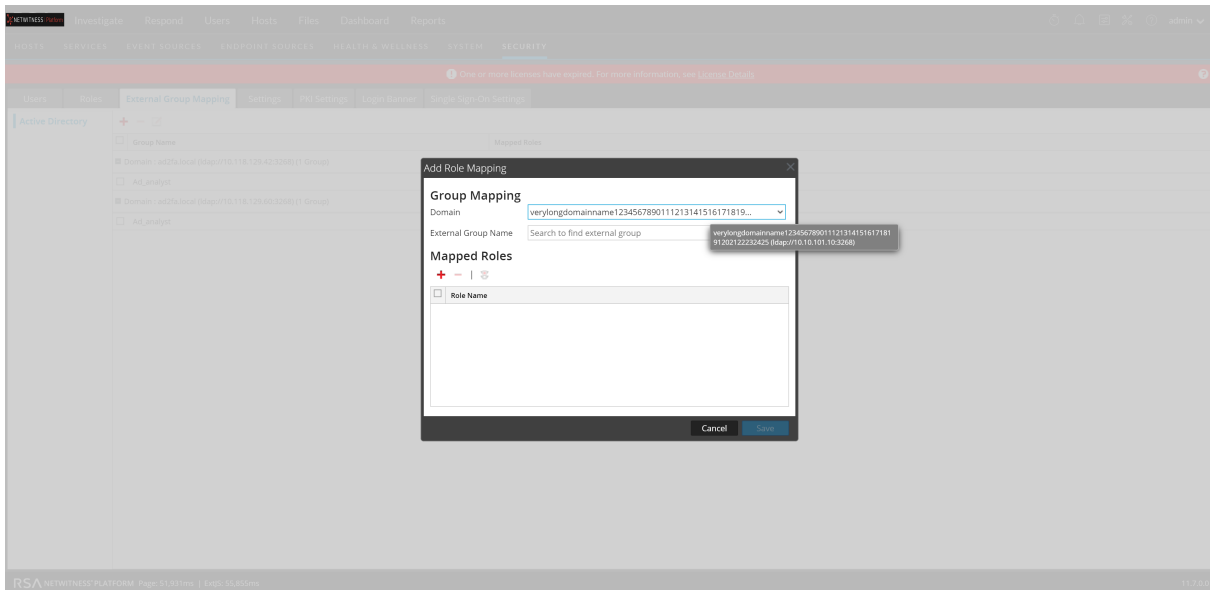 NETWITNESS Platform Investigate Respond Users Hosts Files Dashboard Reports admin
HOSTS SERVICES EVENT SOURCES ENDPOINT SOURCES HEALTH & WELLNESS SYSTEM SECURITY
One or more licenses have expired. For more information, see License Details
Users Roles External Group Mapping Settings PKI Settings Login Banner Single Sign-On Settings
Active Directory
Group Name Mapped Roles
Add Role Mapping
Group Mapping
Domain verylongdomainname1234567890111213141516171819...
External Group Name Search to find external group
verylongdomainname123456789011121314151617181
91202122232425 (ldap://10.10.101.10:3268)
Mapped Roles
Role Name
Cancel Save
RSA NETWITNESS PLATFORM